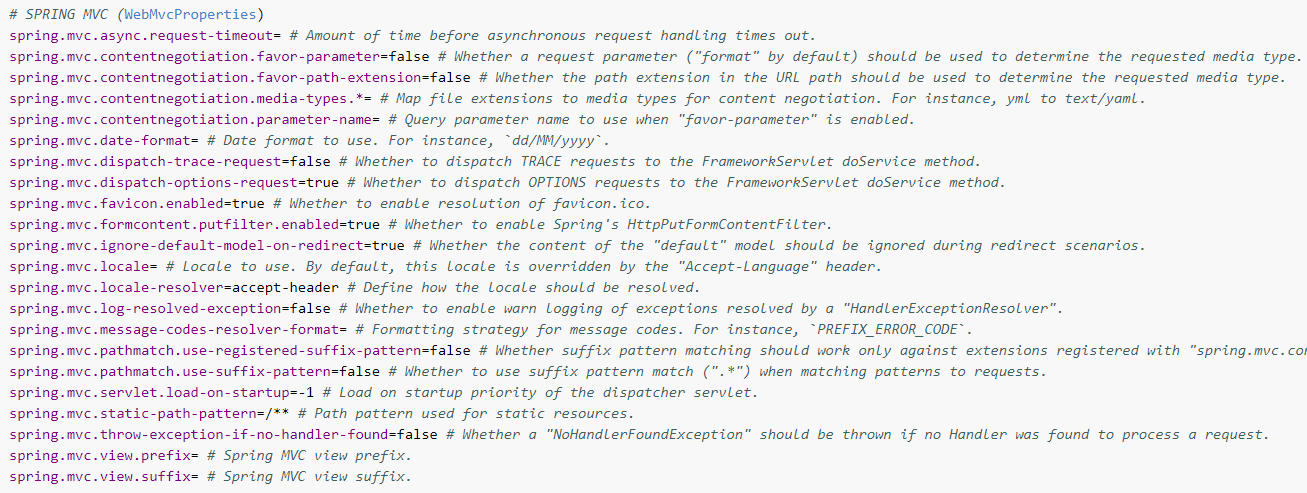 # SPRING MVC (WebMvcProperties)
spring.mvc.async.request-timeout= # Amount of time before asynchronous request handling times out.
spring.mvc.contentnegotiation.favor-parameter=false # Whether a request parameter ("format" by default) should be used to determine the requested media type.
spring.mvc.contentnegotiation.favor-path-extension=false # Whether the path extension in the URL path should be used to determine the requested media type.
spring.mvc.contentnegotiation.media-types.*= # Map file extensions to media types for content negotiation. For instance, yml to text/yaml.
spring.mvc.contentnegotiation.parameter-name= # Query parameter name to use when "favor-parameter" is enabled.
spring.mvc.date-format= # Date format to use. For instance, `dd/MM/yyyy`.
spring.mvc.dispatch-trace-request=false # Whether to dispatch TRACE requests to the FrameworkServlet doService method.
spring.mvc.dispatch-options-request=true # Whether to dispatch OPTIONS requests to the FrameworkServlet doService method.
spring.mvc.favicon.enabled=true # Whether to enable resolution of favicon.ico.
spring.mvc.formcontent.putfilter.enabled=true # Whether to enable Spring's HttpPutFormContentFilter.
spring.mvc.ignore-default-model-on-redirect=true # Whether the content of the "default" model should be ignored during redirect scenarios.
spring.mvc.locale= # Locale to use. By default, this locale is overridden by the "Accept-Language" header.
spring.mvc.locale-resolver=accept-header # Define how the locale should be resolved.
spring.mvc.log-resolved-exception=false # Whether to enable warn logging of exceptions resolved by a "HandlerExceptionResolver".
spring.mvc.message-codes-resolver-format= # Formatting strategy for message codes. For instance, `PREFIX_ERROR_CODE`.
spring.mvc.pathmatch.use-registered-suffix-pattern=false # Whether suffix pattern matching should work only against extensions registered with "spring.mvc.co
spring.mvc.pathmatch.use-suffix-pattern=false # Whether to use suffix pattern match (".*") when matching patterns to requests.
spring.mvc.servlet.load-on-startup=-1 # Load on startup priority of the dispatcher servlet.
spring.mvc.static-path-pattern=/** # Path pattern used for static resources.
spring.mvc.throw-exception-if-no-handler-found=false # Whether a "NoHandlerFoundException" should be thrown if no Handler was found to process a request.
spring.mvc.view.prefix= # Spring MVC view prefix.
spring.mvc.view.suffix= # Spring MVC view suffix.